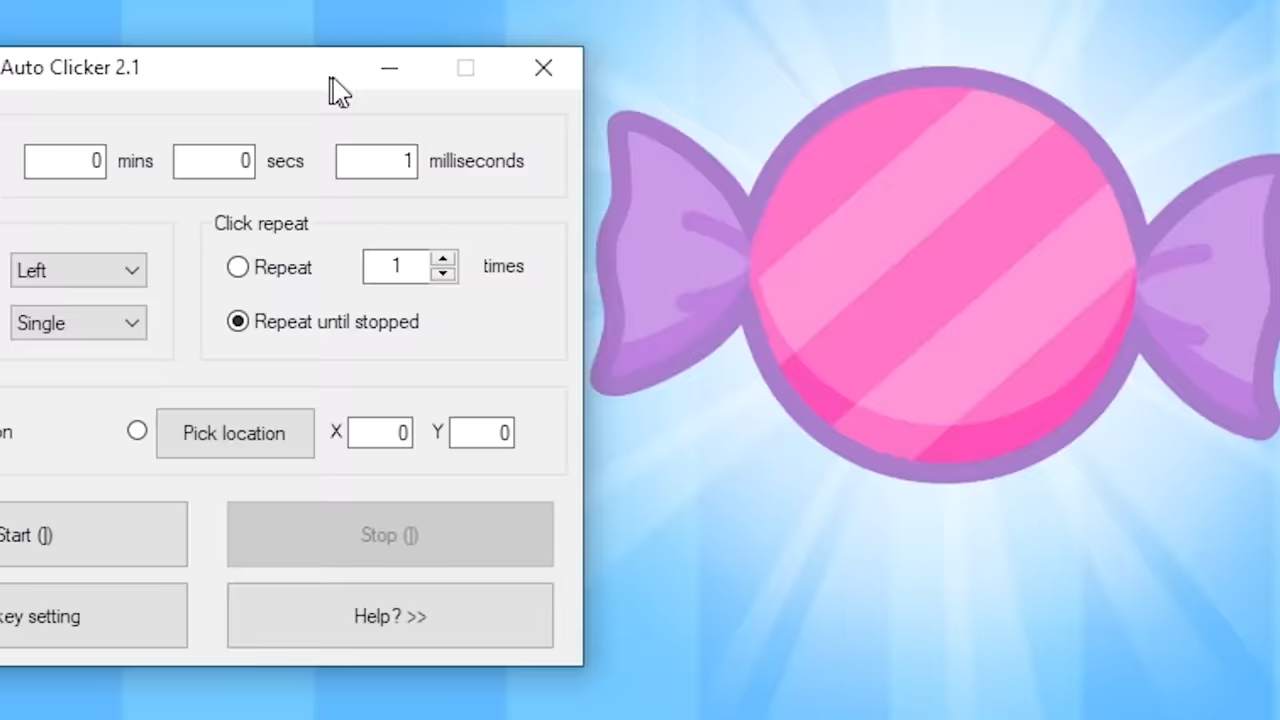 Auto Clicker 2.1
0 mins 0 secs 1 milliseconds
Click repeat
Left
Repeat 1 times
Single
Repeat until stopped
on
Pick location X 0 Y 0
Start (]) Stop (])
key setting Help? >>